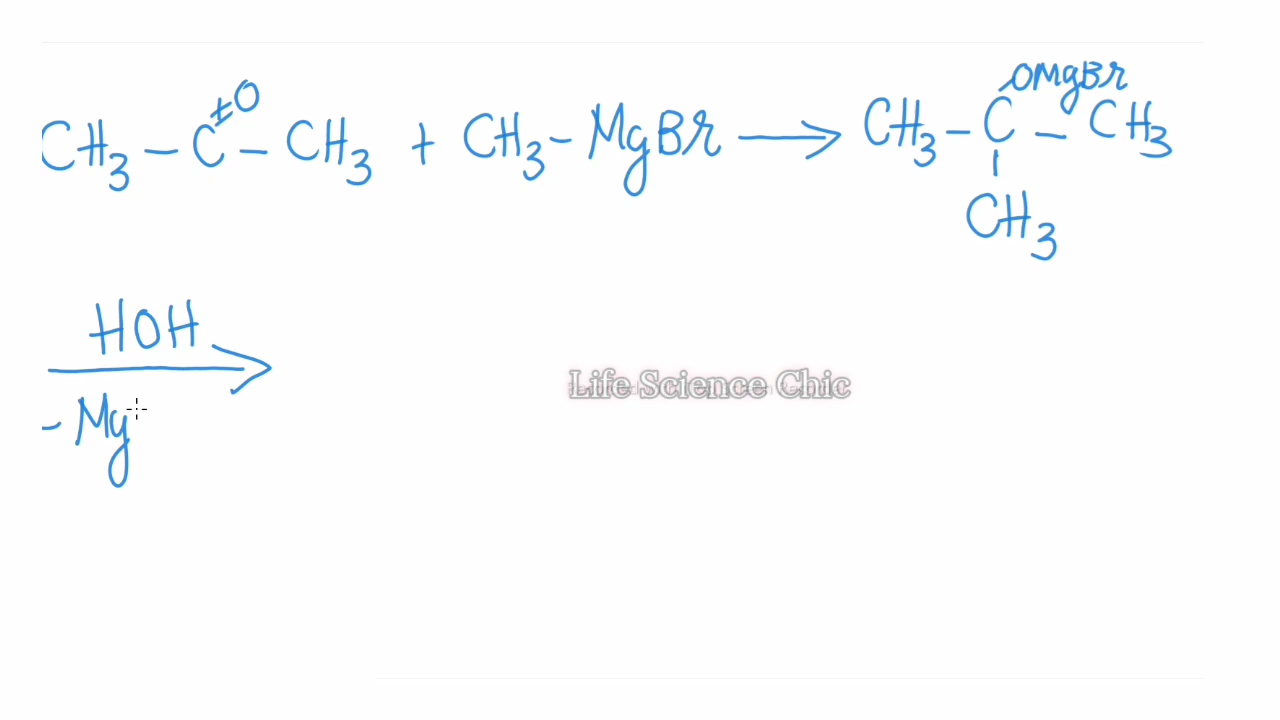 CH3 – C = O – CH3 + CH3 – MgBr → CH3 – C – CH3
OMgBr
CH3
HOH
- Mg
Life Science Chic